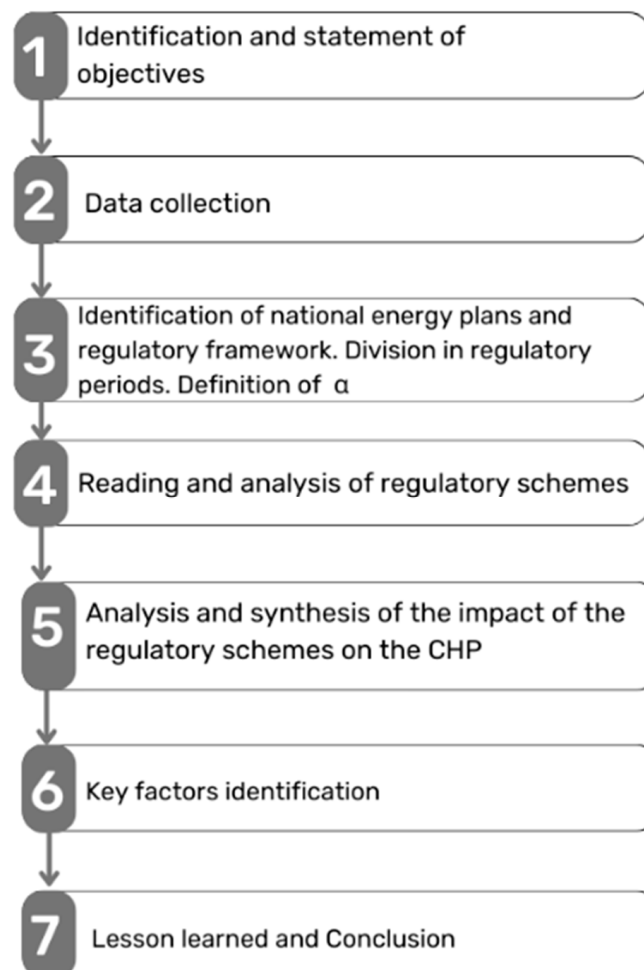 1
Identification and statement of
objectives
2
Data collection
3
Identification of national energy plans and
regulatory framework. Division in regulatory
periods. Definition of α
4
Reading and analysis of regulatory schemes
5
Analysis and synthesis of the impact of the
regulatory schemes on the CHP
6
Key factors identification
7
Lesson learned and Conclusion